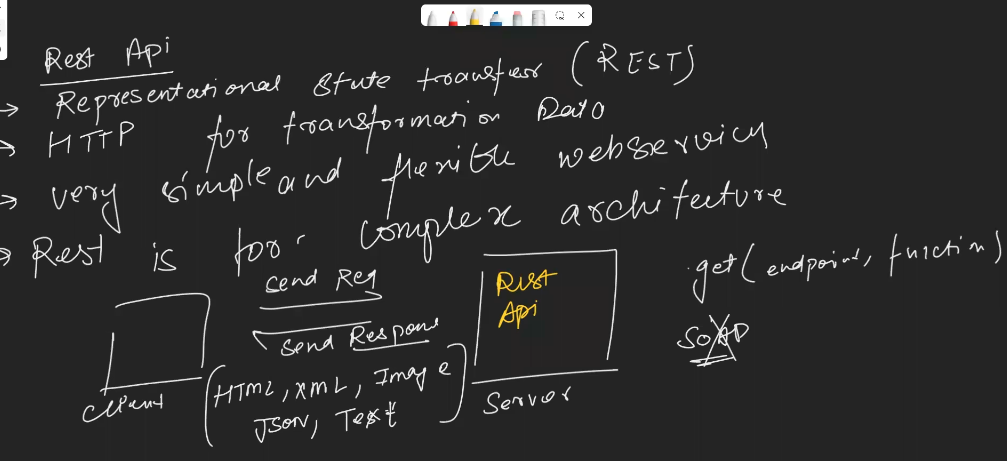 Rest Api
→ Representational State transfer (REST)
→ HTTP for transformation Data
→ very simple and flexible webservices
→ Rest is for complex architecture
send Req
Rest
Api
get(endpoint, function)
send Respons
SOAP
(HTML, XML, Image
JSON, Text)
client
Server